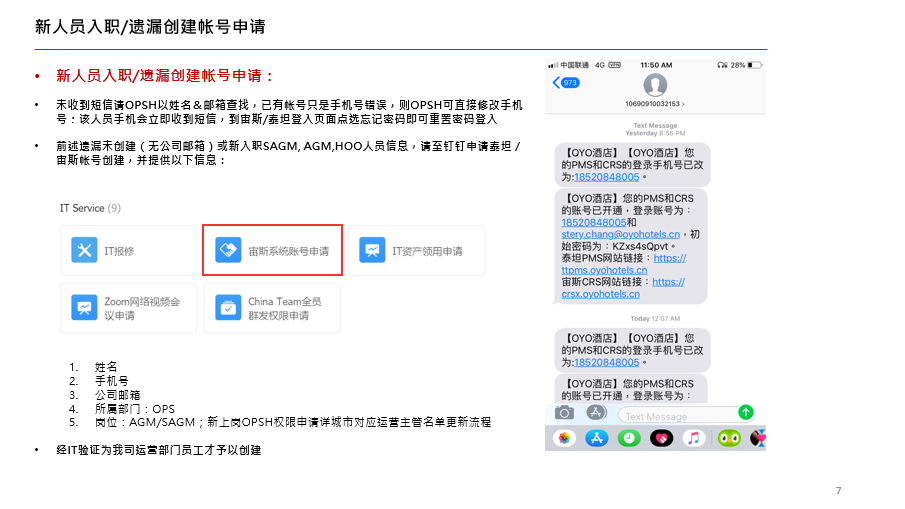 新人员入职/遗漏创建帐号申请
• 新人员入职/遗漏创建帐号申请：
• 未收到短信请OPSH以姓名＆邮箱查找，已有帐号只是手机号错误，则OPSH可直接修改手机
号：该人员手机会立即收到短信，到宙斯/泰坦登入页面点选忘记密码即可重置密码登入
• 前述遗漏未创建（无公司邮箱）或新入职SAGM, AGM,HOO人员信息，请至钉钉申请泰坦/
宙斯帐号创建，并提供以下信息：
IT Service (9)
IT报修
宙斯系统账号申请
IT资产领用申请
Zoom网络视频会
议申请
China Team全员
群发权限申请
1. 姓名
2. 手机号
3. 公司邮箱
4. 所属部门：OPS
5. 岗位：AGM/SAGM；新上岗OPSH权限申请详城市对应运营主管名单更新流程
• 经IT验证为我司运营部门员工才予以创建
中国联通 4G VPN 11:50 AM 28%
973
10690910032153 >
Text Message
Yesterday 8:56 PM
【OYO酒店】【OYO酒店】您
的PMS和CRS的登录手机号已改
为:18520848005。
【OYO酒店】您的PMS和CRS
的账号已开通，登录账号为：
18520848005和
stery.chang@oyohotels.cn，初
始密码为：KZxs4sQpvt。
泰坦PMS网站链接：https://
ttpms.oyohotels.cn
宙斯CRS网站链接：https://
crsx.oyohotels.cn
Today 12:07 AM
【OYO酒店】【OYO酒店】您
的PMS和CRS的登录手机号已改
为:18520848005。
【OYO酒店】您的PMS和CRS
的账号已开通，登录账号为：
Text Message
7